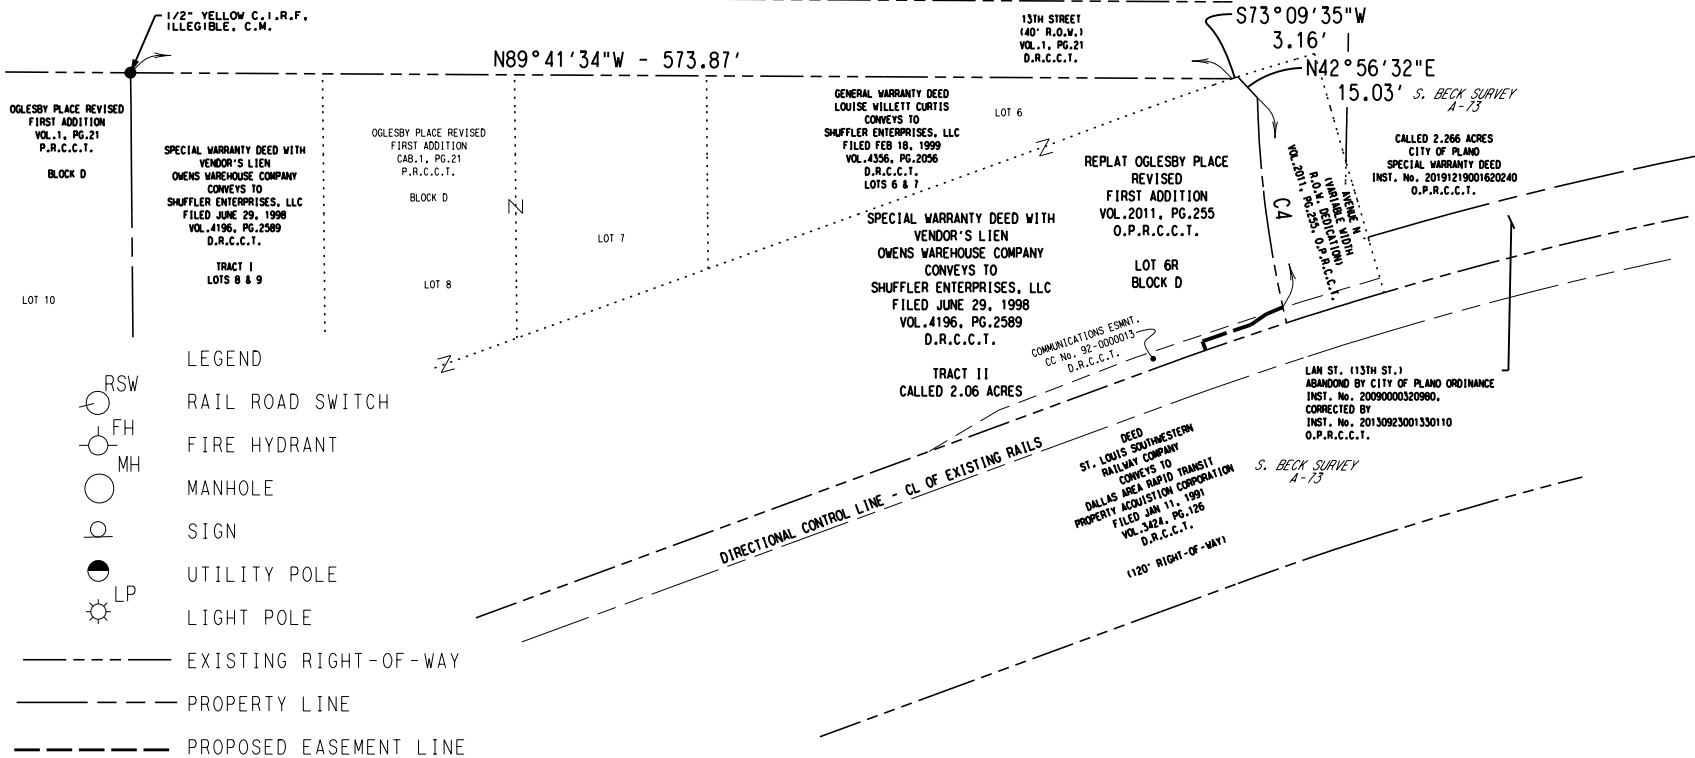 1/2" YELLOW C.I.R.F.
ILLEGIBLE, C.M.
N89°41'34"W - 573.87'
13TH STREET
(40' R.O.W.)
VOL.1, PG.21
D.R.C.C.T.
S73°09'35"W
3.16'
N42°56'32"E
15.03'
S. BECK SURVEY
A-73
OGLESBY PLACE REVISED
FIRST ADDITION
VOL.1, PG.21
P.R.C.C.T.
BLOCK D
LOT 10
SPECIAL WARRANTY DEED WITH
VENDOR'S LIEN
OWENS WAREHOUSE COMPANY
CONVEYS TO
SHUFFLER ENTERPRISES, LLC
FILED JUNE 29, 1998
VOL.4196, PG.2589
D.R.C.C.T.
TRACT I
LOTS 8 & 9
OGLESBY PLACE REVISED
FIRST ADDITION
CAB.1, PG.21
P.R.C.C.T.
BLOCK D
LOT 8
Z
LOT 7
GENERAL WARRANTY DEED
LOUISE WILLETT CURTIS
CONVEYS TO
SHUFFLER ENTERPRISES, LLC
FILED FEB 18, 1999
VOL.4356, PG.2056
D.R.C.C.T.
LOTS 6 & 7
LOT 6
Z
SPECIAL WARRANTY DEED WITH
VENDOR'S LIEN
OWENS WAREHOUSE COMPANY
CONVEYS TO
SHUFFLER ENTERPRISES, LLC
FILED JUNE 29, 1998
VOL.4196, PG.2589
D.R.C.C.T.
TRACT II
CALLED 2.06 ACRES
REPLAT OGLESBY PLACE
REVISED
FIRST ADDITION
VOL.2011, PG.255
O.P.R.C.C.T.
LOT 6R
BLOCK D
C4
AVENUE N
(VARIABLE WIDTH
R.O.W. DEDICATION)
VOL.2011, PG.255, O.P.R.C.C.T.
CALLED 2.266 ACRES
CITY OF PLANO
SPECIAL WARRANTY DEED
INST. No. 20191219001620240
O.P.R.C.C.T.
COMMUNICATIONS ESMNT.
CC No. 92-0000013
D.R.C.C.T.
Z
LAN ST. (13TH ST.)
ABANDOND BY CITY OF PLANO ORDINANCE
INST. No. 20090000320980,
CORRECTED BY
INST. No. 20130923001330110
O.P.R.C.C.T.
DIRECTIONAL CONTROL LINE - CL OF EXISTING RAILS
DEED
ST. LOUIS SOUTHWESTERN
RAILWAY COMPANY
CONVEYS TO
DALLAS AREA RAPID TRANSIT
PROPERTY ACQUISTION CORPORATION
FILED JAN 11, 1991
VOL.3424, PG.126
D.R.C.C.T.
(120' RIGHT-OF-WAY)
S. BECK SURVEY
A-73
LEGEND
RSW RAIL ROAD SWITCH
FH FIRE HYDRANT
MH MANHOLE
SIGN
UTILITY POLE
LP LIGHT POLE
EXISTING RIGHT-OF-WAY
PROPERTY LINE
PROPOSED EASEMENT LINE